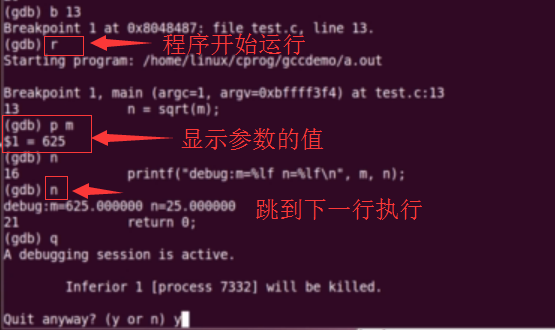 (gdb) b 13
Breakpoint 1 at 0x8048487: file test.c, line 13.
(gdb) r 程序开始运行
Starting program: /home/linux/cprog/gccdemo/a.out
Breakpoint 1, main (argc=1, argv=0xbffff3f4) at test.c:13
13 n = sqrt(m);
(gdb) p m
$1 = 625 显示参数的值
(gdb) n
16 printf("debug:m=%lf n=%lf\n", m, n);
(gdb) n
debug:m=625.000000 n=25.000000 跳到下一行执行
21 return 0;
(gdb) q
A debugging session is active.
Inferior 1 [process 7332] will be killed.
Quit anyway? (y or n) y